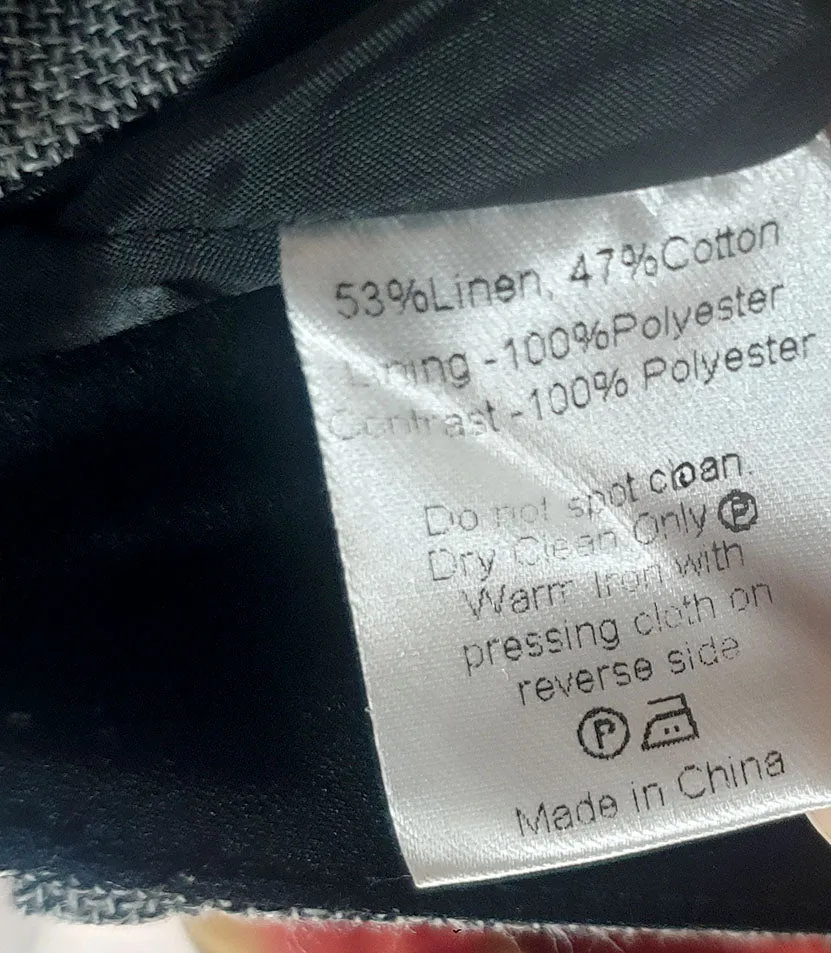 53%Linen, 47%Cotton
Lining -100%Polyester
Contrast -100% Polyester
Do not spot clean.
Dry Clean Only Ⓟ
Warm Iron with
pressing cloth on
reverse side
Ⓟ
Made in China